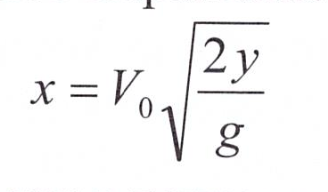 x = V₀√(2y/g)